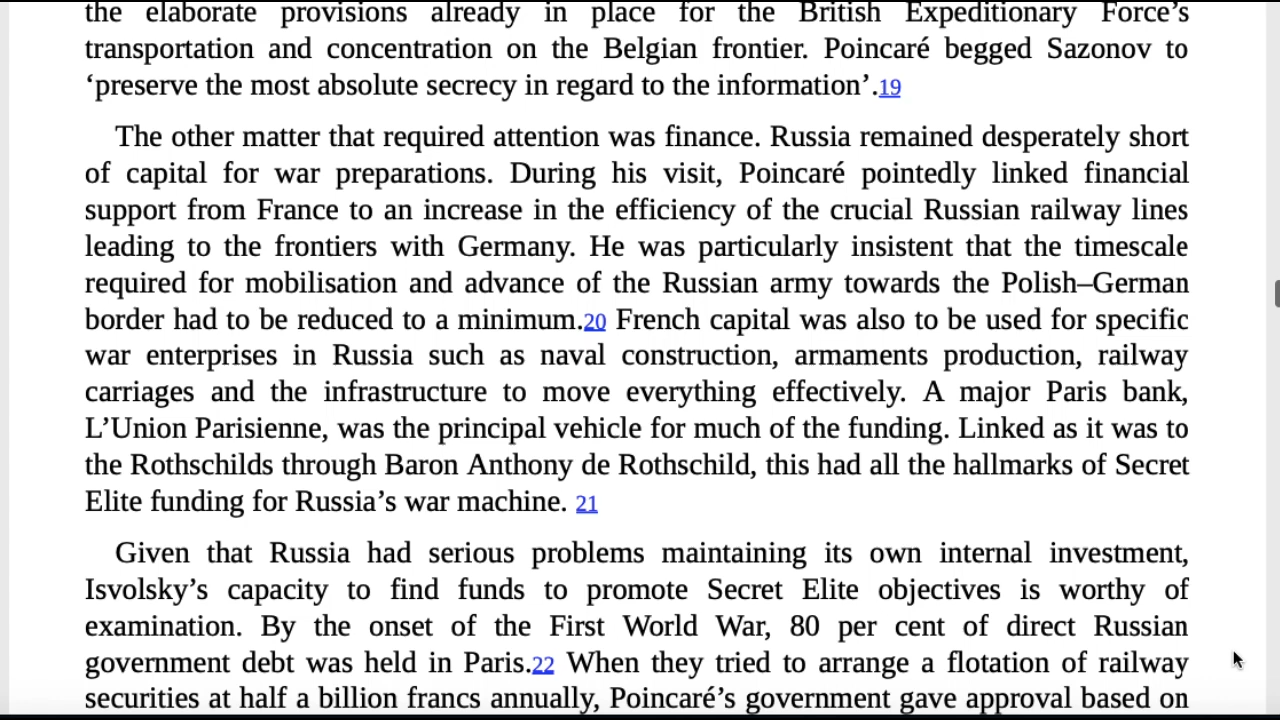 the elaborate provisions already in place for the British Expeditionary Force’s
transportation and concentration on the Belgian frontier. Poincaré begged Sazonov to
‘preserve the most absolute secrecy in regard to the information’.19
The other matter that required attention was finance. Russia remained desperately short
of capital for war preparations. During his visit, Poincaré pointedly linked financial
support from France to an increase in the efficiency of the crucial Russian railway lines
leading to the frontiers with Germany. He was particularly insistent that the timescale
required for mobilisation and advance of the Russian army towards the Polish–German
border had to be reduced to a minimum.20 French capital was also to be used for specific
war enterprises in Russia such as naval construction, armaments production, railway
carriages and the infrastructure to move everything effectively. A major Paris bank,
L’Union Parisienne, was the principal vehicle for much of the funding. Linked as it was to
the Rothschilds through Baron Anthony de Rothschild, this had all the hallmarks of Secret
Elite funding for Russia’s war machine. 21
Given that Russia had serious problems maintaining its own internal investment,
Isvolsky’s capacity to find funds to promote Secret Elite objectives is worthy of
examination. By the onset of the First World War, 80 per cent of direct Russian
government debt was held in Paris.22 When they tried to arrange a flotation of railway
securities at half a billion francs annually, Poincaré’s government gave approval based on